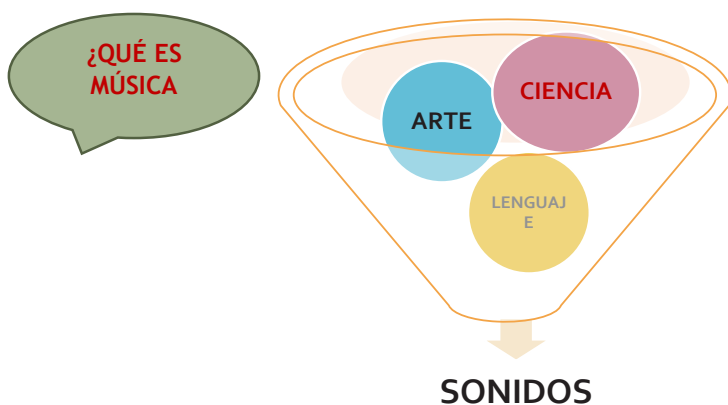 ¿QUÉ ES
MÚSICA
ARTE
CIENCIA
LENGUAJ
E
SONIDOS